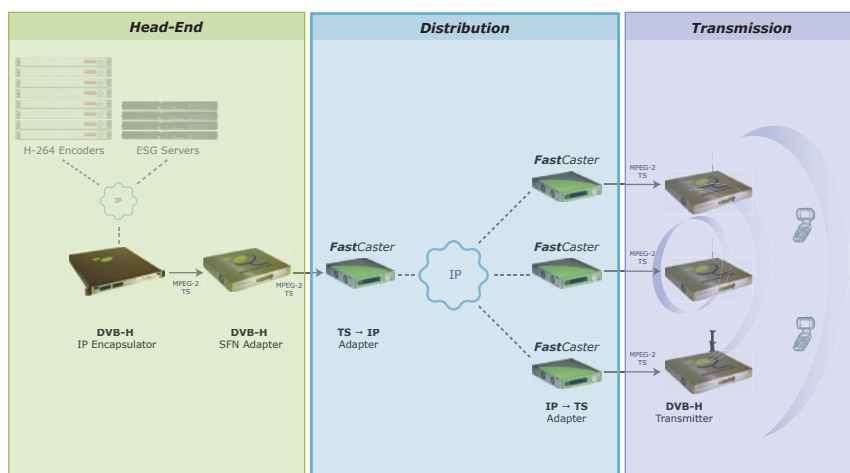 Head-End
Distribution
Transmission
H-264 Encoders
ESG Servers
IP
DVB-H
IP Encapsulator
MPEG-2
TS
DVB-H
SFN Adapter
MPEG-2
TS
FastCaster
TS → IP
Adapter
IP
FastCaster
FastCaster
FastCaster
IP → TS
Adapter
MPEG-2
TS
MPEG-2
TS
MPEG-2
TS
DVB-H
Transmitter